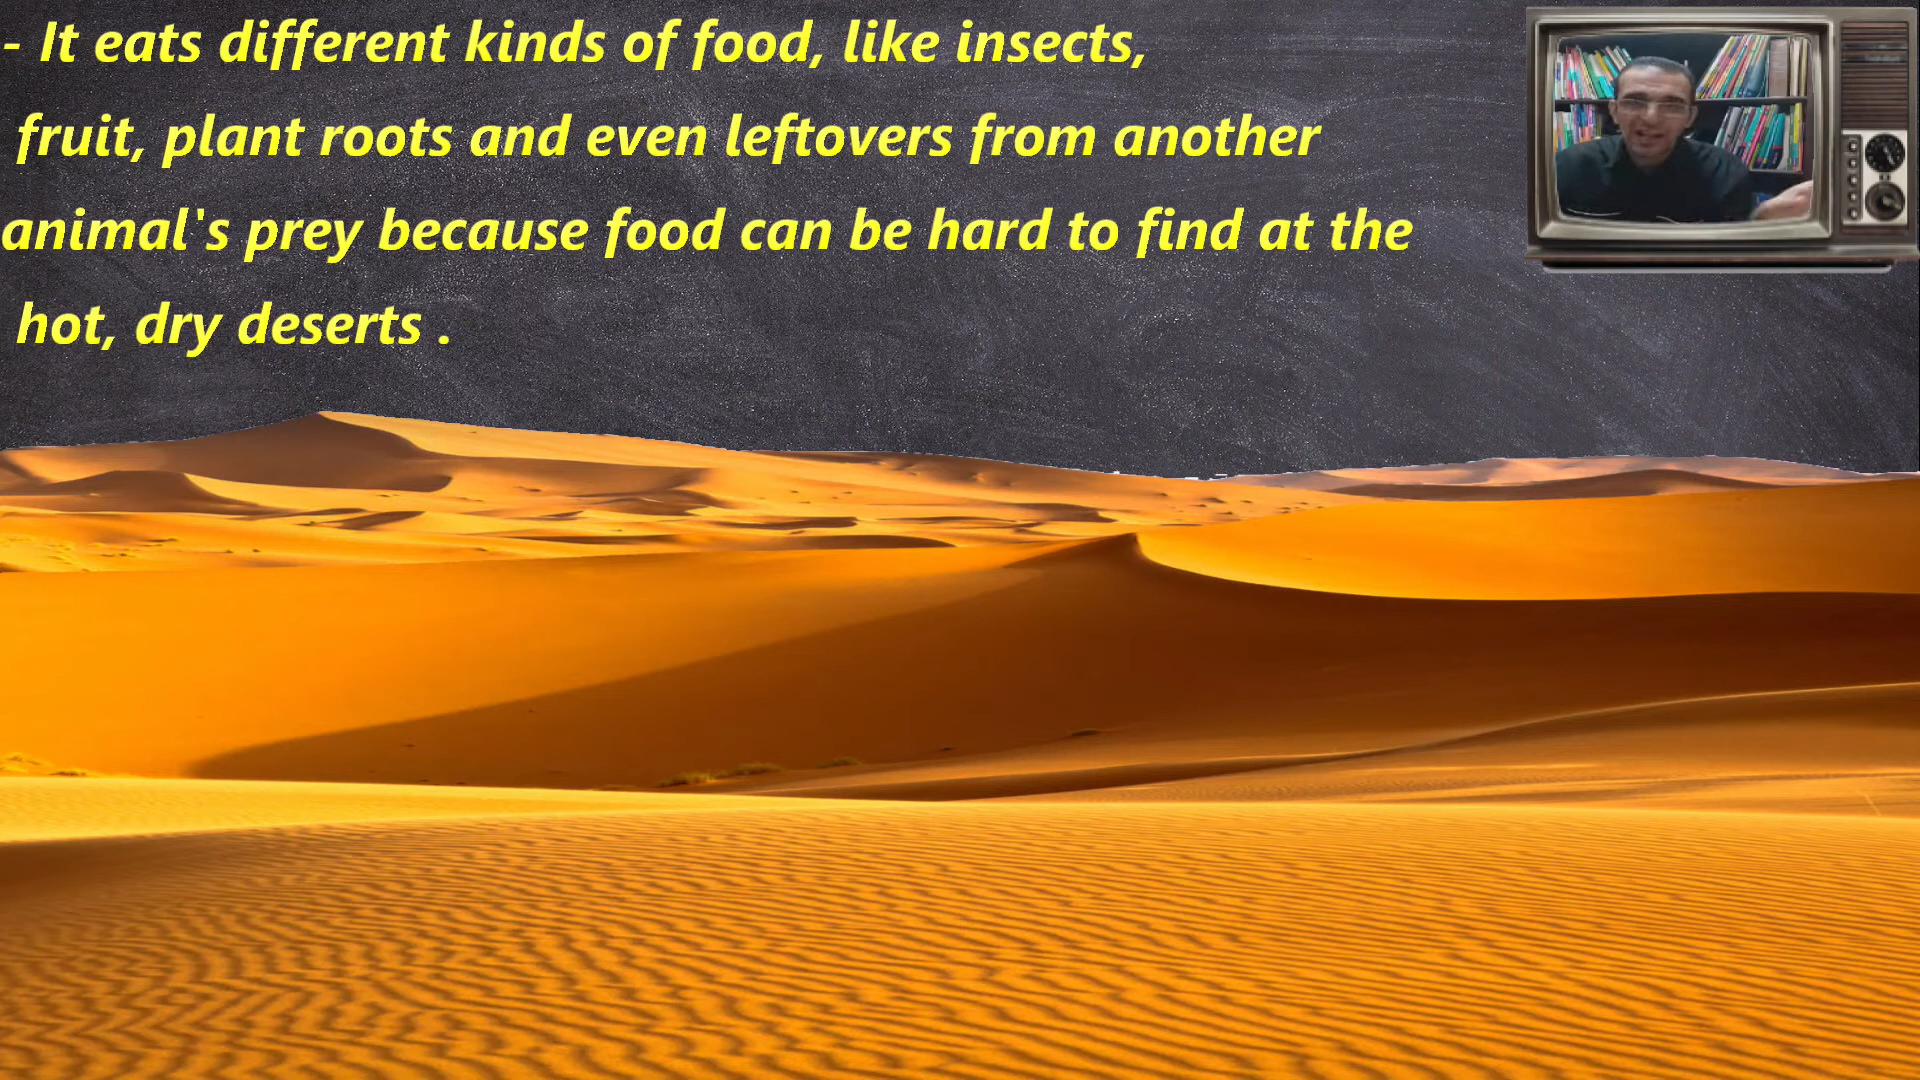 - It eats different kinds of food, like insects,
fruit, plant roots and even leftovers from another
animal's prey because food can be hard to find at the
hot, dry deserts .